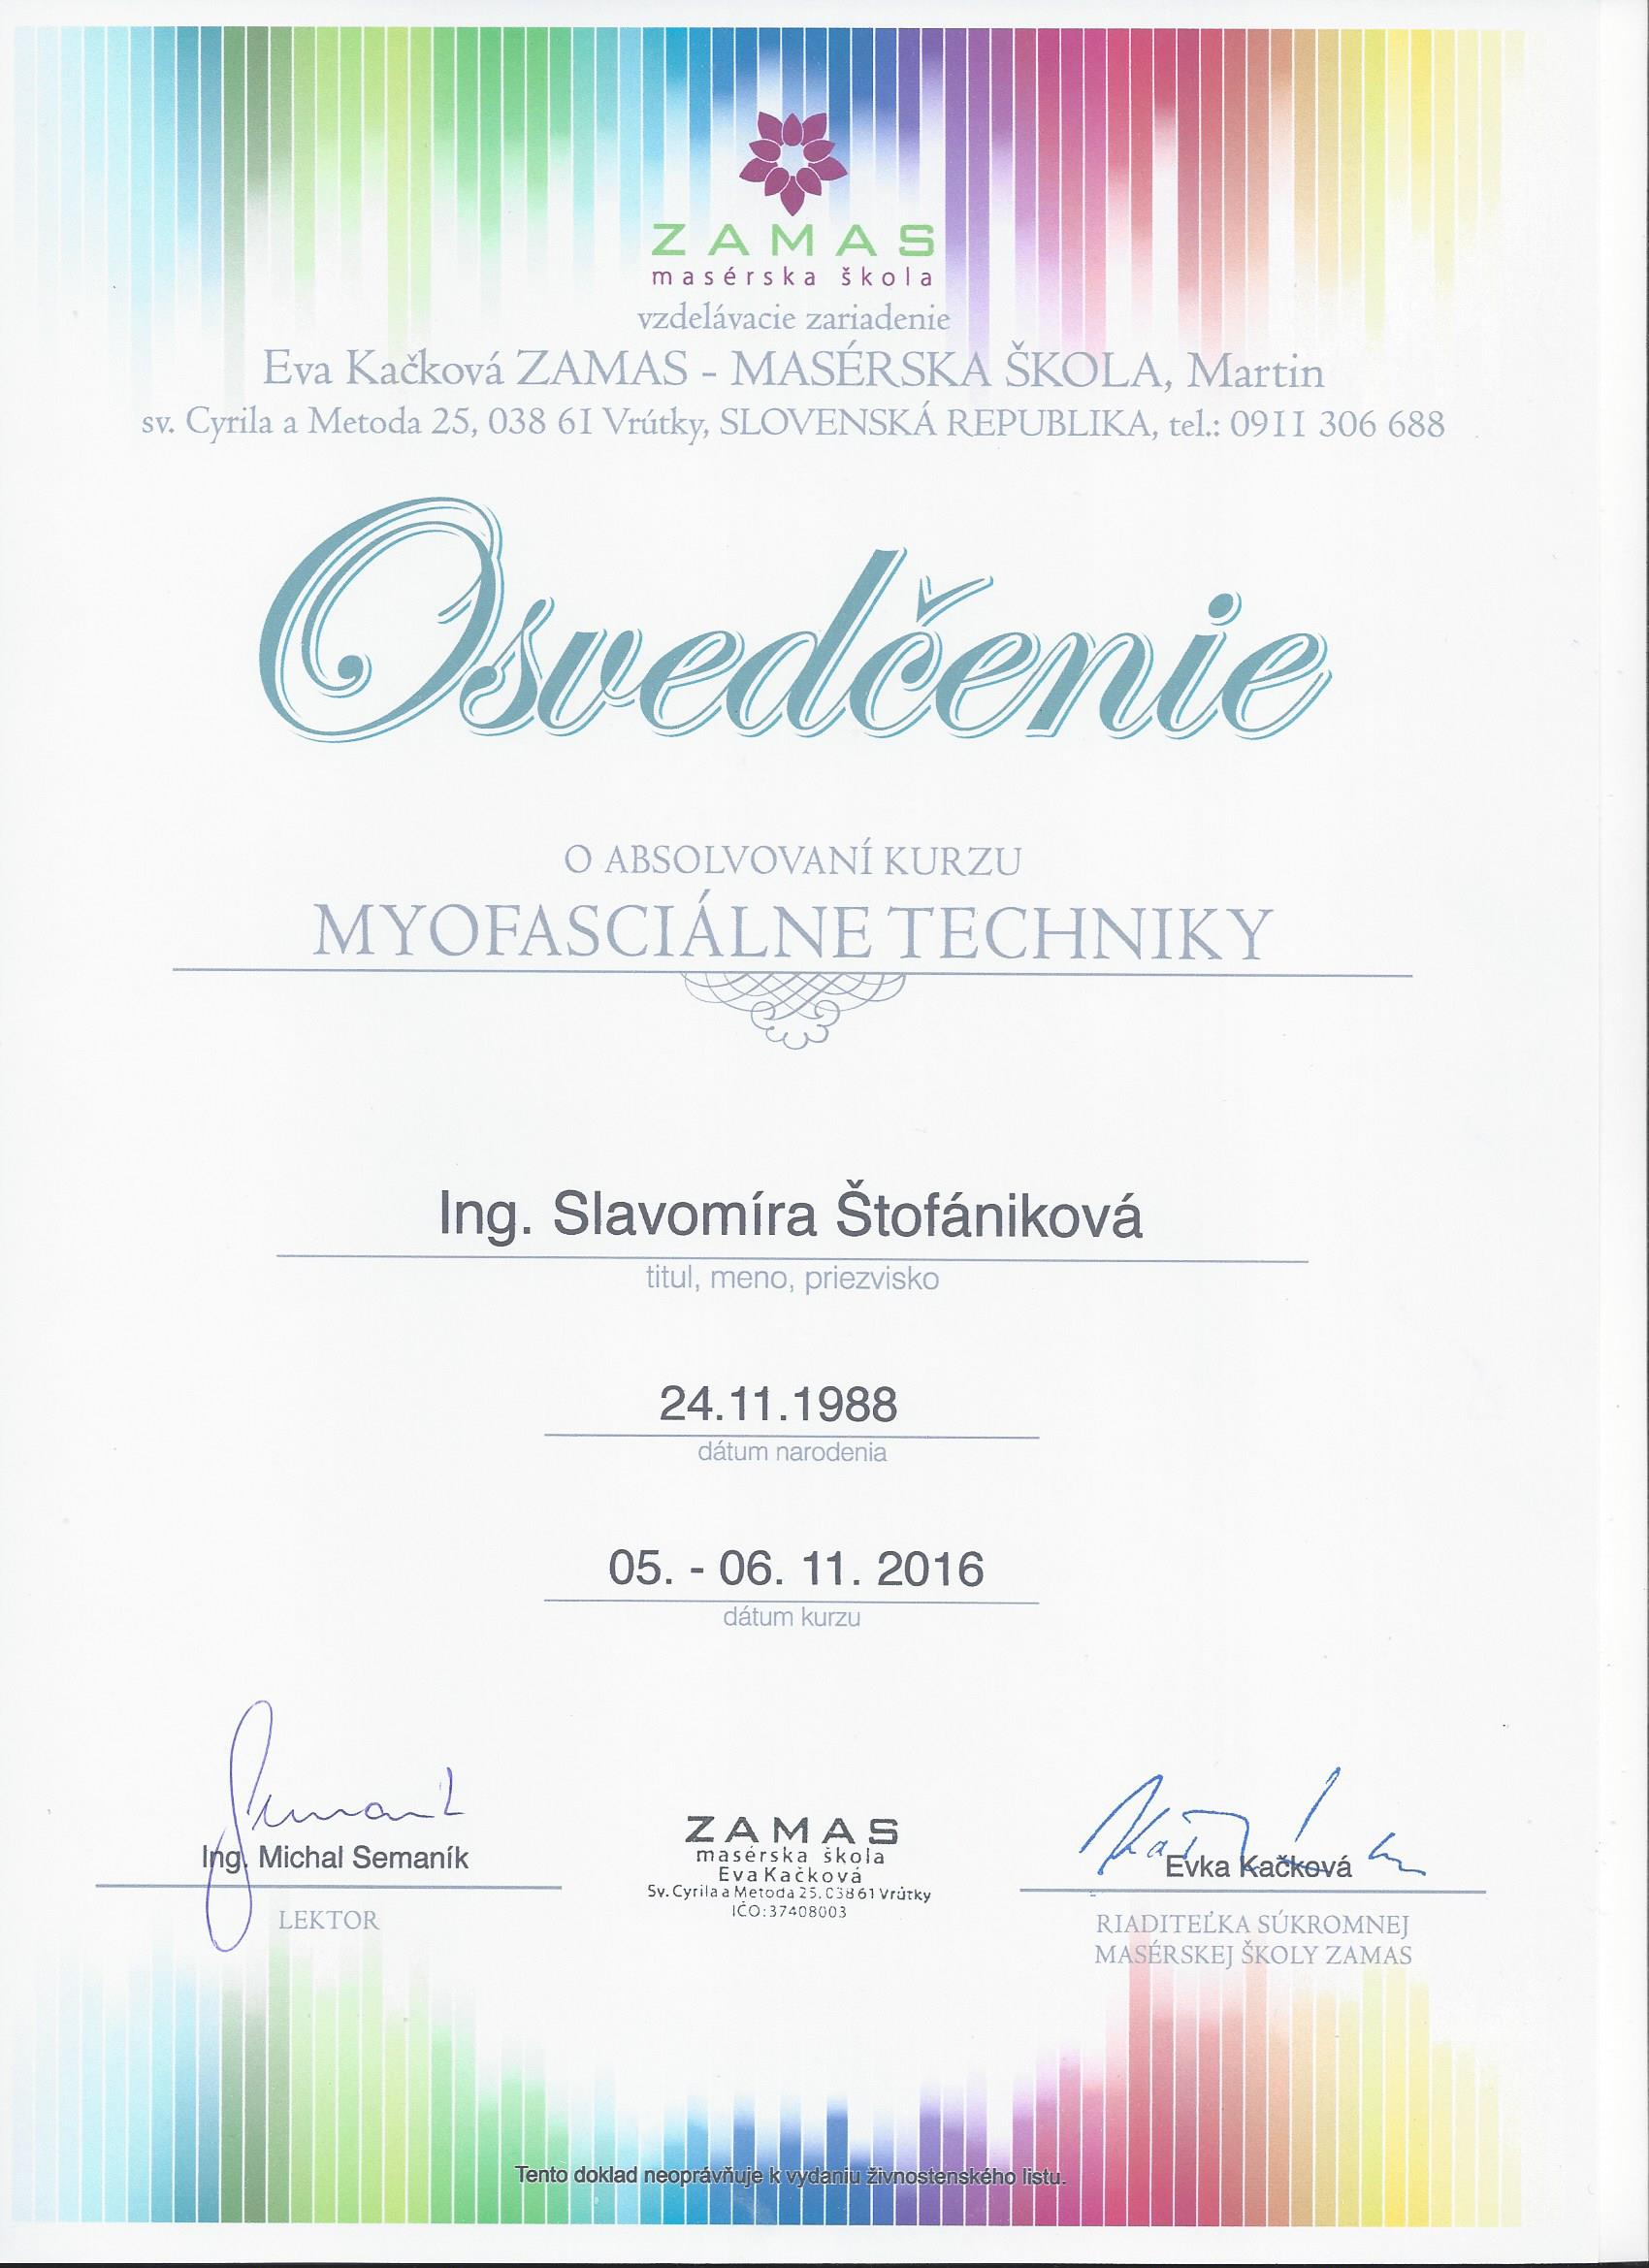 ZAMAS
masérska škola
vzdelávacie zariadenie
Eva Kačková ZAMAS - MASÉRSKA ŠKOLA, Martin
sv. Cyrila a Metoda 25, 038 61 Vrútky, SLOVENSKÁ REPUBLIKA, tel.: 0911 306 688
Osvedčenie
O ABSOLVOVANÍ KURZU
MYOFASCIÁLNE TECHNIKY
Ing. Slavomíra Štofániková
titul, meno, priezvisko
24.11.1988
dátum narodenia
05. - 06. 11. 2016
dátum kurzu
Semaník
Ing. Michal Semaník
LEKTOR
ZAMAS
masérska škola
Eva Kačková
Sv. Cyrila a Metoda 25, 03861 Vrútky
IČO:37408003
Evka Kačková
RIADITEĽKA SÚKROMNEJ
MASÉRSKEJ ŠKOLY ZAMAS
Tento doklad neoprávňuje k vydaniu živnostenského listu.